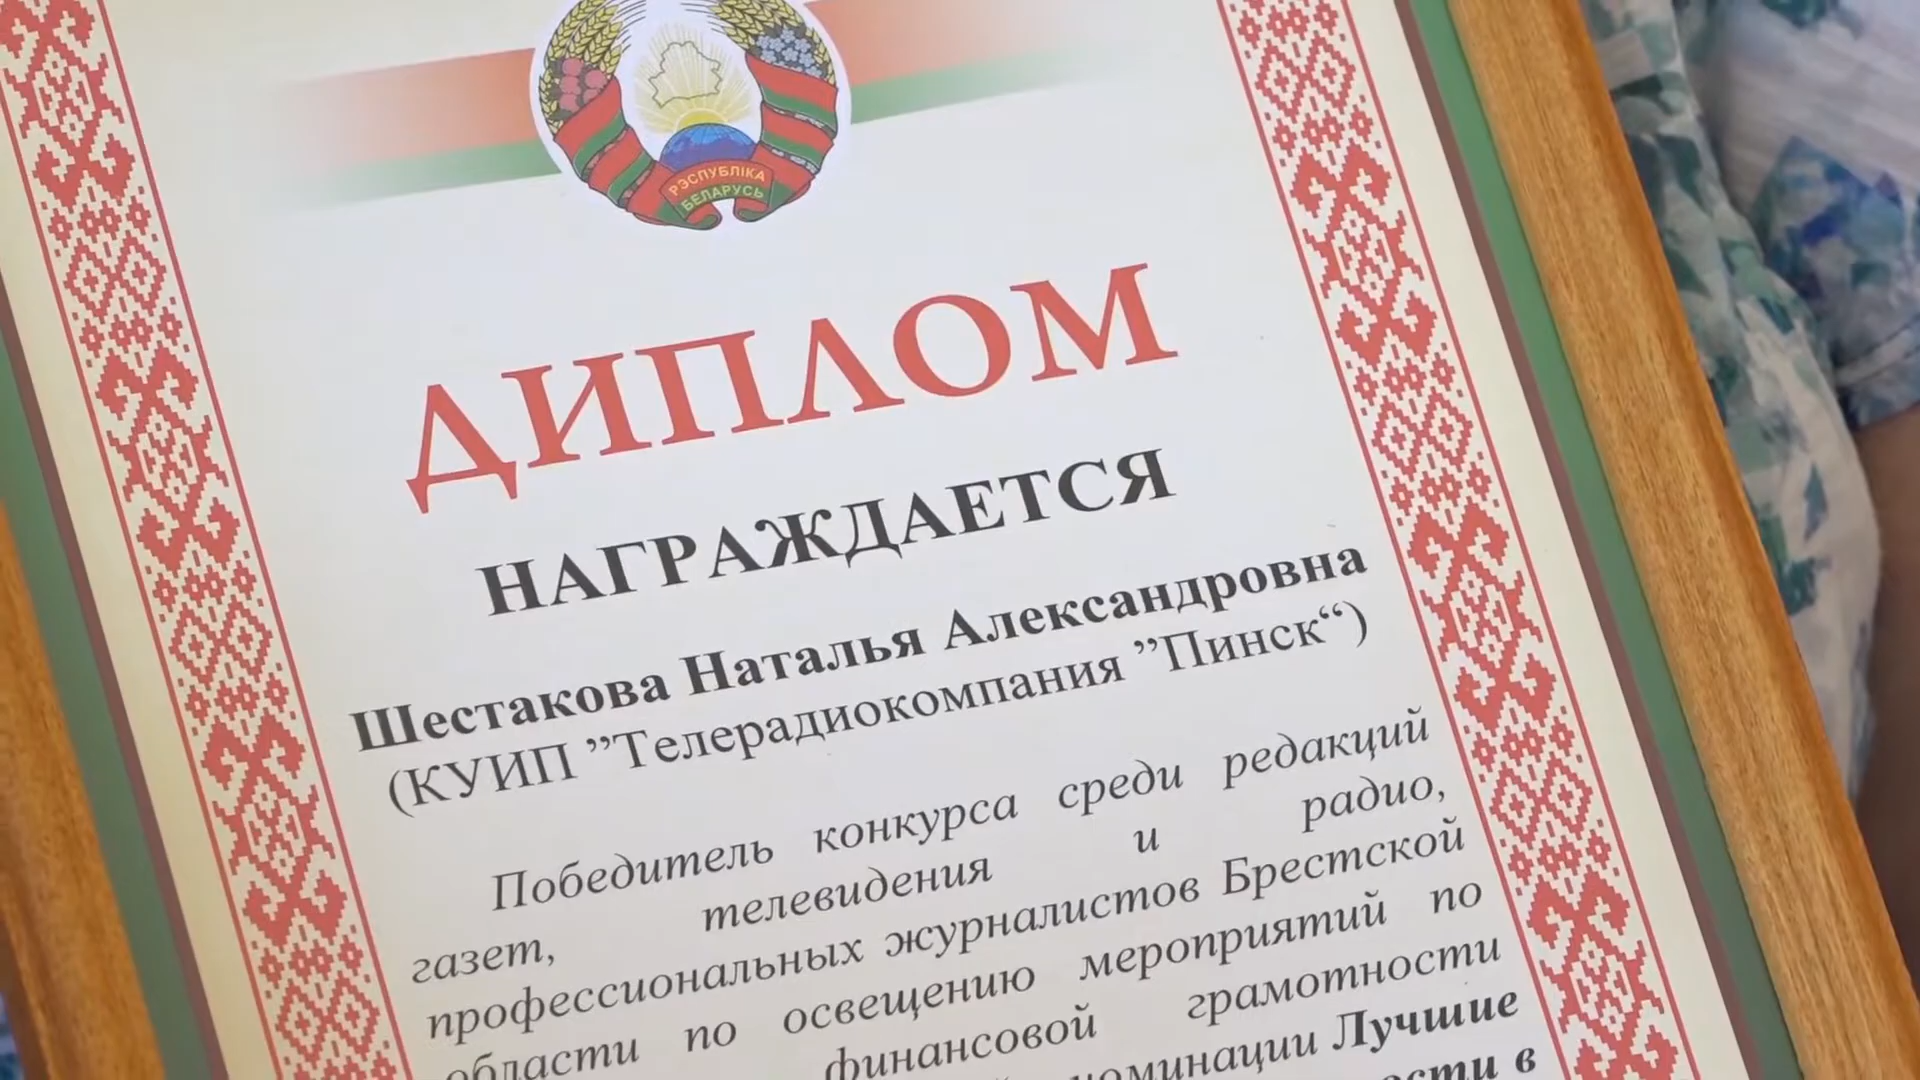 РЭСПУБЛІКА
БЕЛАРУСЬ
ДИПЛОМ
НАГРАЖДАЕТСЯ
Шестакова Наталья Александровна
(КУИП ”Телерадиокомпания ”Пинск“)
Победитель конкурса среди редакций
газет, телевидения и радио,
профессиональных журналистов Брестской
области по освещению мероприятий по
финансовой грамотности
Лучшие
в